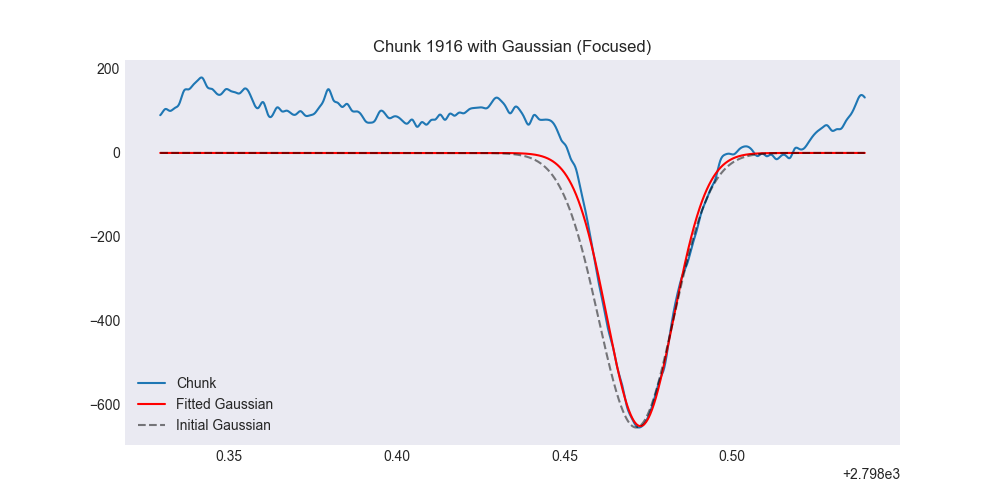 Chunk 1916 with Gaussian (Focused)
200
0
−200
−400
−600
Chunk
Fitted Gaussian
Initial Gaussian
0.35 0.40 0.45 0.50
+2.798e3